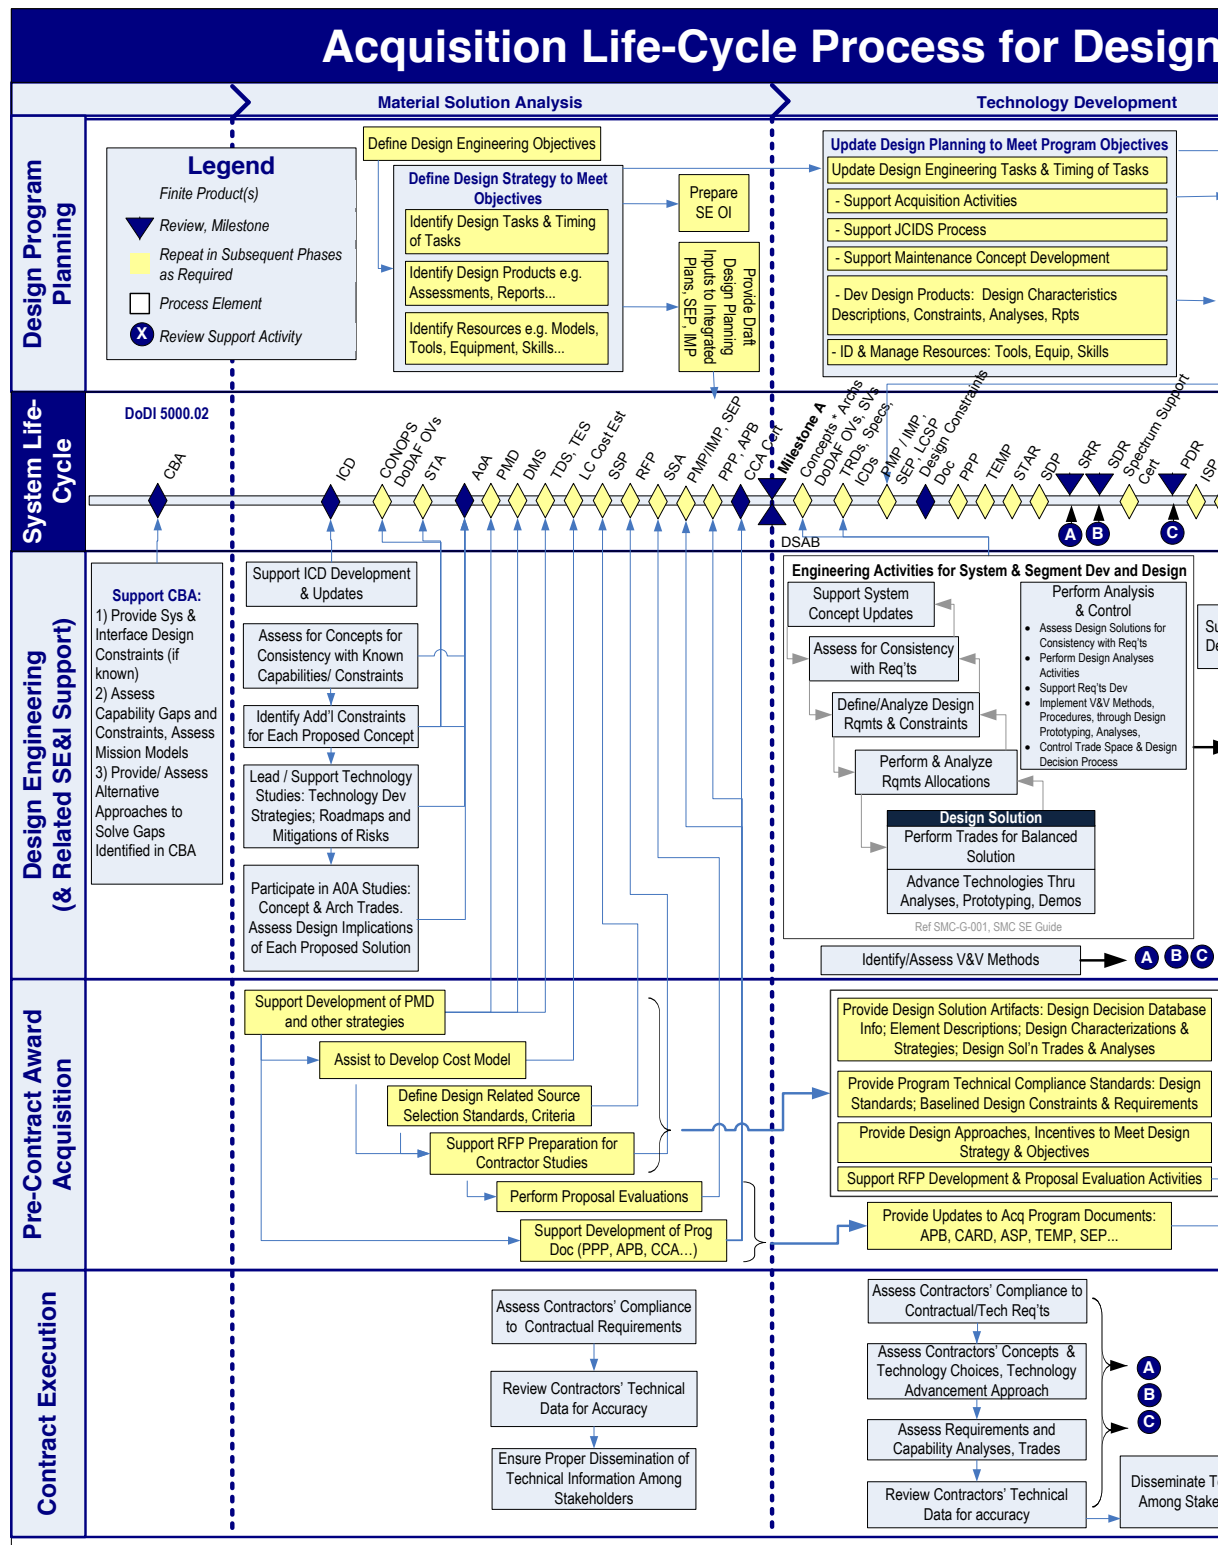 Acquisition Life-Cycle Process for Design
Material Solution Analysis
Technology Development
Design Program
Planning
Legend
Finite Product(s)
Review, Milestone
Repeat in Subsequent Phases
as Required
Process Element
X
Review Support Activity
Define Design Engineering Objectives
Define Design Strategy to Meet
Objectives
Identify Design Tasks & Timing
of Tasks
Identify Design Products e.g.
Assessments, Reports...
Identify Resources e.g. Models,
Tools, Equipment, Skills...
Prepare
SE OI
Provide Draft
Design Planning
Inputs to Integrated
Plans, SEP, IMP
Update Design Planning to Meet Program Objectives
Update Design Engineering Tasks & Timing of Tasks
- Support Acquisition Activities
- Support JCIDS Process
- Support Maintenance Concept Development
- Dev Design Products: Design Characteristics
Descriptions, Constraints, Analyses, Rpts
- ID & Manage Resources: Tools, Equip, Skills
System Life-
Cycle
DoDI 5000.02
CBA
ICD
CONOPS
DoDAF OVs
STA
AoA
PMD
DMS
TDS, TES
LC Cost Est
SSP
RFP
SSA
PMP/IMP, SEP
PPP, APB
CCA Cert
Milestone A
Concepts * Archs
DoDAF OVs, SVs
TRDs, Specs,
ICDs
PMP / IMP,
SEP, LCSP
Design Constraints
Doc
PPP
TEMP
STAR
SDP
SRR
SDR
Spectrum Support
Cert
PDR
ISP
A
B
C
DSAB
Design Engineering
(& Related SE&I Support)
Support CBA:
1) Provide Sys &
Interface Design
Constraints (if
known)
2) Assess
Capability Gaps and
Constraints, Assess
Mission Models
3) Provide/ Assess
Alternative
Approaches to
Solve Gaps
Identified in CBA
Support ICD Development
& Updates
Assess for Concepts for
Consistency with Known
Capabilities/ Constraints
Identify Add'l Constraints
for Each Proposed Concept
Lead / Support Technology
Studies: Technology Dev
Strategies; Roadmaps and
Mitigations of Risks
Participate in A0A Studies:
Concept & Arch Trades.
Assess Design Implications
of Each Proposed Solution
Engineering Activities for System & Segment Dev and Design
Support System
Concept Updates
Assess for Consistency
with Req'ts
Define/Analyze Design
Rqmts & Constraints
Perform & Analyze
Rqmts Allocations
Design Solution
Perform Trades for Balanced
Solution
Advance Technologies Thru
Analyses, Prototyping, Demos
Ref SMC-G-001, SMC SE Guide
Perform Analysis
& Control
• Assess Design Solutions for
Consistency with Req'ts
• Perform Design Analyses
Activities
• Support Req'ts Dev
• Implement V&V Methods,
Procedures, through Design
Prototyping, Analyses,
• Control Trade Space & Design
Decision Process
Su
De
Identify/Assess V&V Methods
A
B
C
Pre-Contract Award
Acquisition
Support Development of PMD
and other strategies
Assist to Develop Cost Model
Define Design Related Source
Selection Standards, Criteria
Support RFP Preparation for
Contractor Studies
Perform Proposal Evaluations
Support Development of Prog
Doc (PPP, APB, CCA…)
Provide Design Solution Artifacts: Design Decision Database
Info; Element Descriptions; Design Characterizations &
Strategies; Design Sol'n Trades & Analyses
Provide Program Technical Compliance Standards: Design
Standards; Baselined Design Constraints & Requirements
Provide Design Approaches, Incentives to Meet Design
Strategy & Objectives
Support RFP Development & Proposal Evaluation Activities
Provide Updates to Acq Program Documents:
APB, CARD, ASP, TEMP, SEP...
Contract Execution
Assess Contractors' Compliance
to Contractual Requirements
Review Contractors' Technical
Data for Accuracy
Ensure Proper Dissemination of
Technical Information Among
Stakeholders
Assess Contractors' Compliance to
Contractual/Tech Req'ts
Assess Contractors' Concepts &
Technology Choices, Technology
Advancement Approach
Assess Requirements and
Capability Analyses, Trades
Review Contractors' Technical
Data for accuracy
A
B
C
Disseminate T
Among Stake